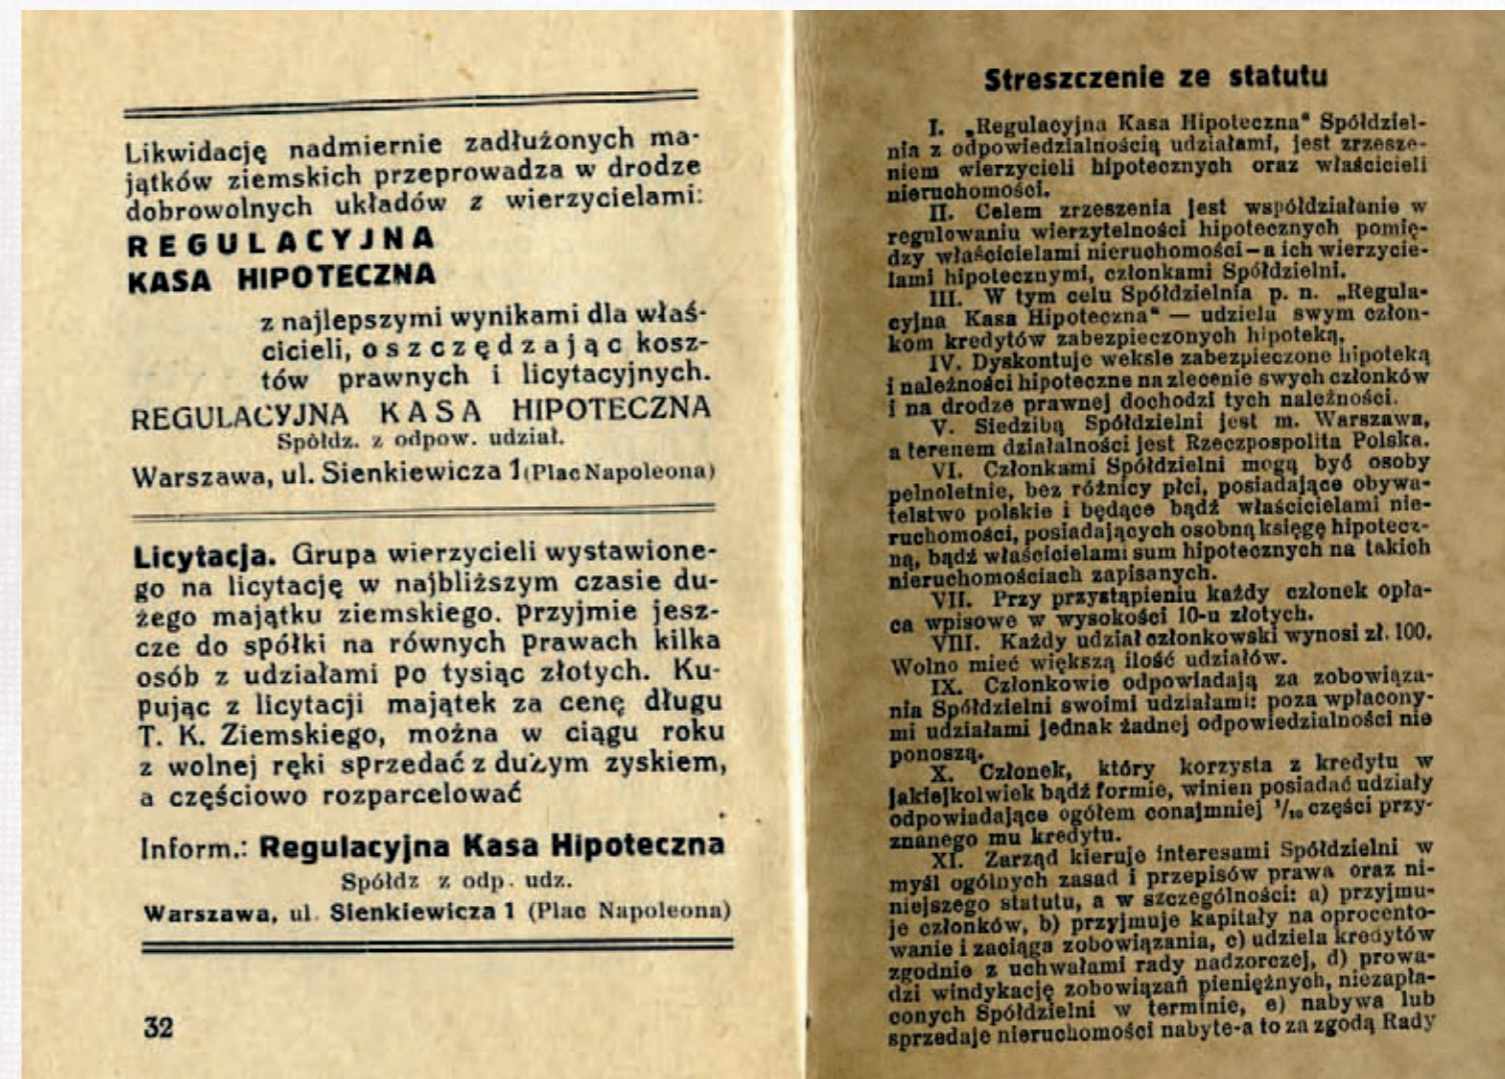 Likwidację nadmiernie zadłużonych ma-
jątków ziemskich przeprowadza w drodze
dobrowolnych układów z wierzycielami:
REGULACYJNA
KASA HIPOTECZNA
z najlepszymi wynikami dla właś-
cicieli, oszczędzając kosz-
tów prawnych i licytacyjnych.
REGULACYJNA KASA HIPOTECZNA
Spółdz. z odpow. udział.
Warszawa, ul. Sienkiewicza 1 (Plac Napoleona)
Licytacja. Grupa wierzycieli wystawione-
go na licytację w najbliższym czasie du-
żego majątku ziemskiego. przyjmie jesz-
cze do spółki na równych prawach kilka
osób z udziałami po tysiąc złotych. Ku-
pując z licytacji majątek za cenę długu
T. K. Ziemskiego, można w ciągu roku
z wolnej ręki sprzedać z dużym zyskiem,
a częściowo rozparcelować
Inform.: Regulacyjna Kasa Hipoteczna
Spółdz z odp. udz.
Warszawa, ul. Sienkiewicza 1 (Plac Napoleona)
32
Streszczenie ze statutu
I. „Regulacyjna Kasa Hipoteczna" Spółdziel-
nia z odpowiedzialnością udziałami, jest zrzesze-
niem wierzycieli hipotecznych oraz właścicieli
nieruchomości.
II. Celem zrzeszenia jest współdziałanie w
regulowaniu wierzytelności hipotecznych pomię-
dzy właścicielami nieruchomości – a ich wierzycie-
lami hipotecznymi, członkami Spółdzielni.
III. W tym celu Spółdzielnia p. n. „Regula-
cyjna Kasa Hipoteczna" — udziela swym człon-
kom kredytów zabezpieczonych hipoteką.
IV. Dyskontuje weksle zabezpieczone hipoteką
i należności hipoteczne na zlecenie swych członków
i na drodze prawnej dochodzi tych należności.
V. Siedzibą Spółdzielni jest m. Warszawa,
a terenem działalności jest Rzeczpospolita Polska.
VI. Członkami Spółdzielni mogą być osoby
pełnoletnie, bez różnicy płci, posiadające obywa-
telstwo polskie i będące bądź właścicielami nie-
ruchomości, posiadających osobną księgę hipotecz-
ną, bądź właścicielami sum hipotecznych na takich
nieruchomościach zapisanych.
VII. Przy przystąpieniu każdy członek opła-
ca wpisowe w wysokości 10-u złotych.
VIII. Każdy udział członkowski wynosi zł. 100.
Wolno mieć większą ilość udziałów.
IX. Członkowie odpowiadają za zobowiąza-
nia Spółdzielni swoimi udziałami: poza wpłacony-
mi udziałami jednak żadnej odpowiedzialności nie
ponoszą.
X. Członek, który korzysta z kredytu w
jakiejkolwiek bądź formie, winien posiadać udziały
odpowiadające ogółem conajmniej 1/10 części przy-
znanego mu kredytu.
XI. Zarząd kieruje interesami Spółdzielni w
myśl ogólnych zasad i przepisów prawa oraz ni-
niejszego statutu, a w szczególności: a) przyjmu-
je członków, b) przyjmuje kapitały na oprocento-
wanie i zaciąga zobowiązania, c) udziela kredytów
zgodnie z uchwałami rady nadzorczej, d) prowa-
dzi windykację zobowiązań pieniężnych, niezapła-
conych Spółdzielni w terminie, e) nabywa lub
sprzedaje nieruchomości nabyte-a to za zgodą Rady